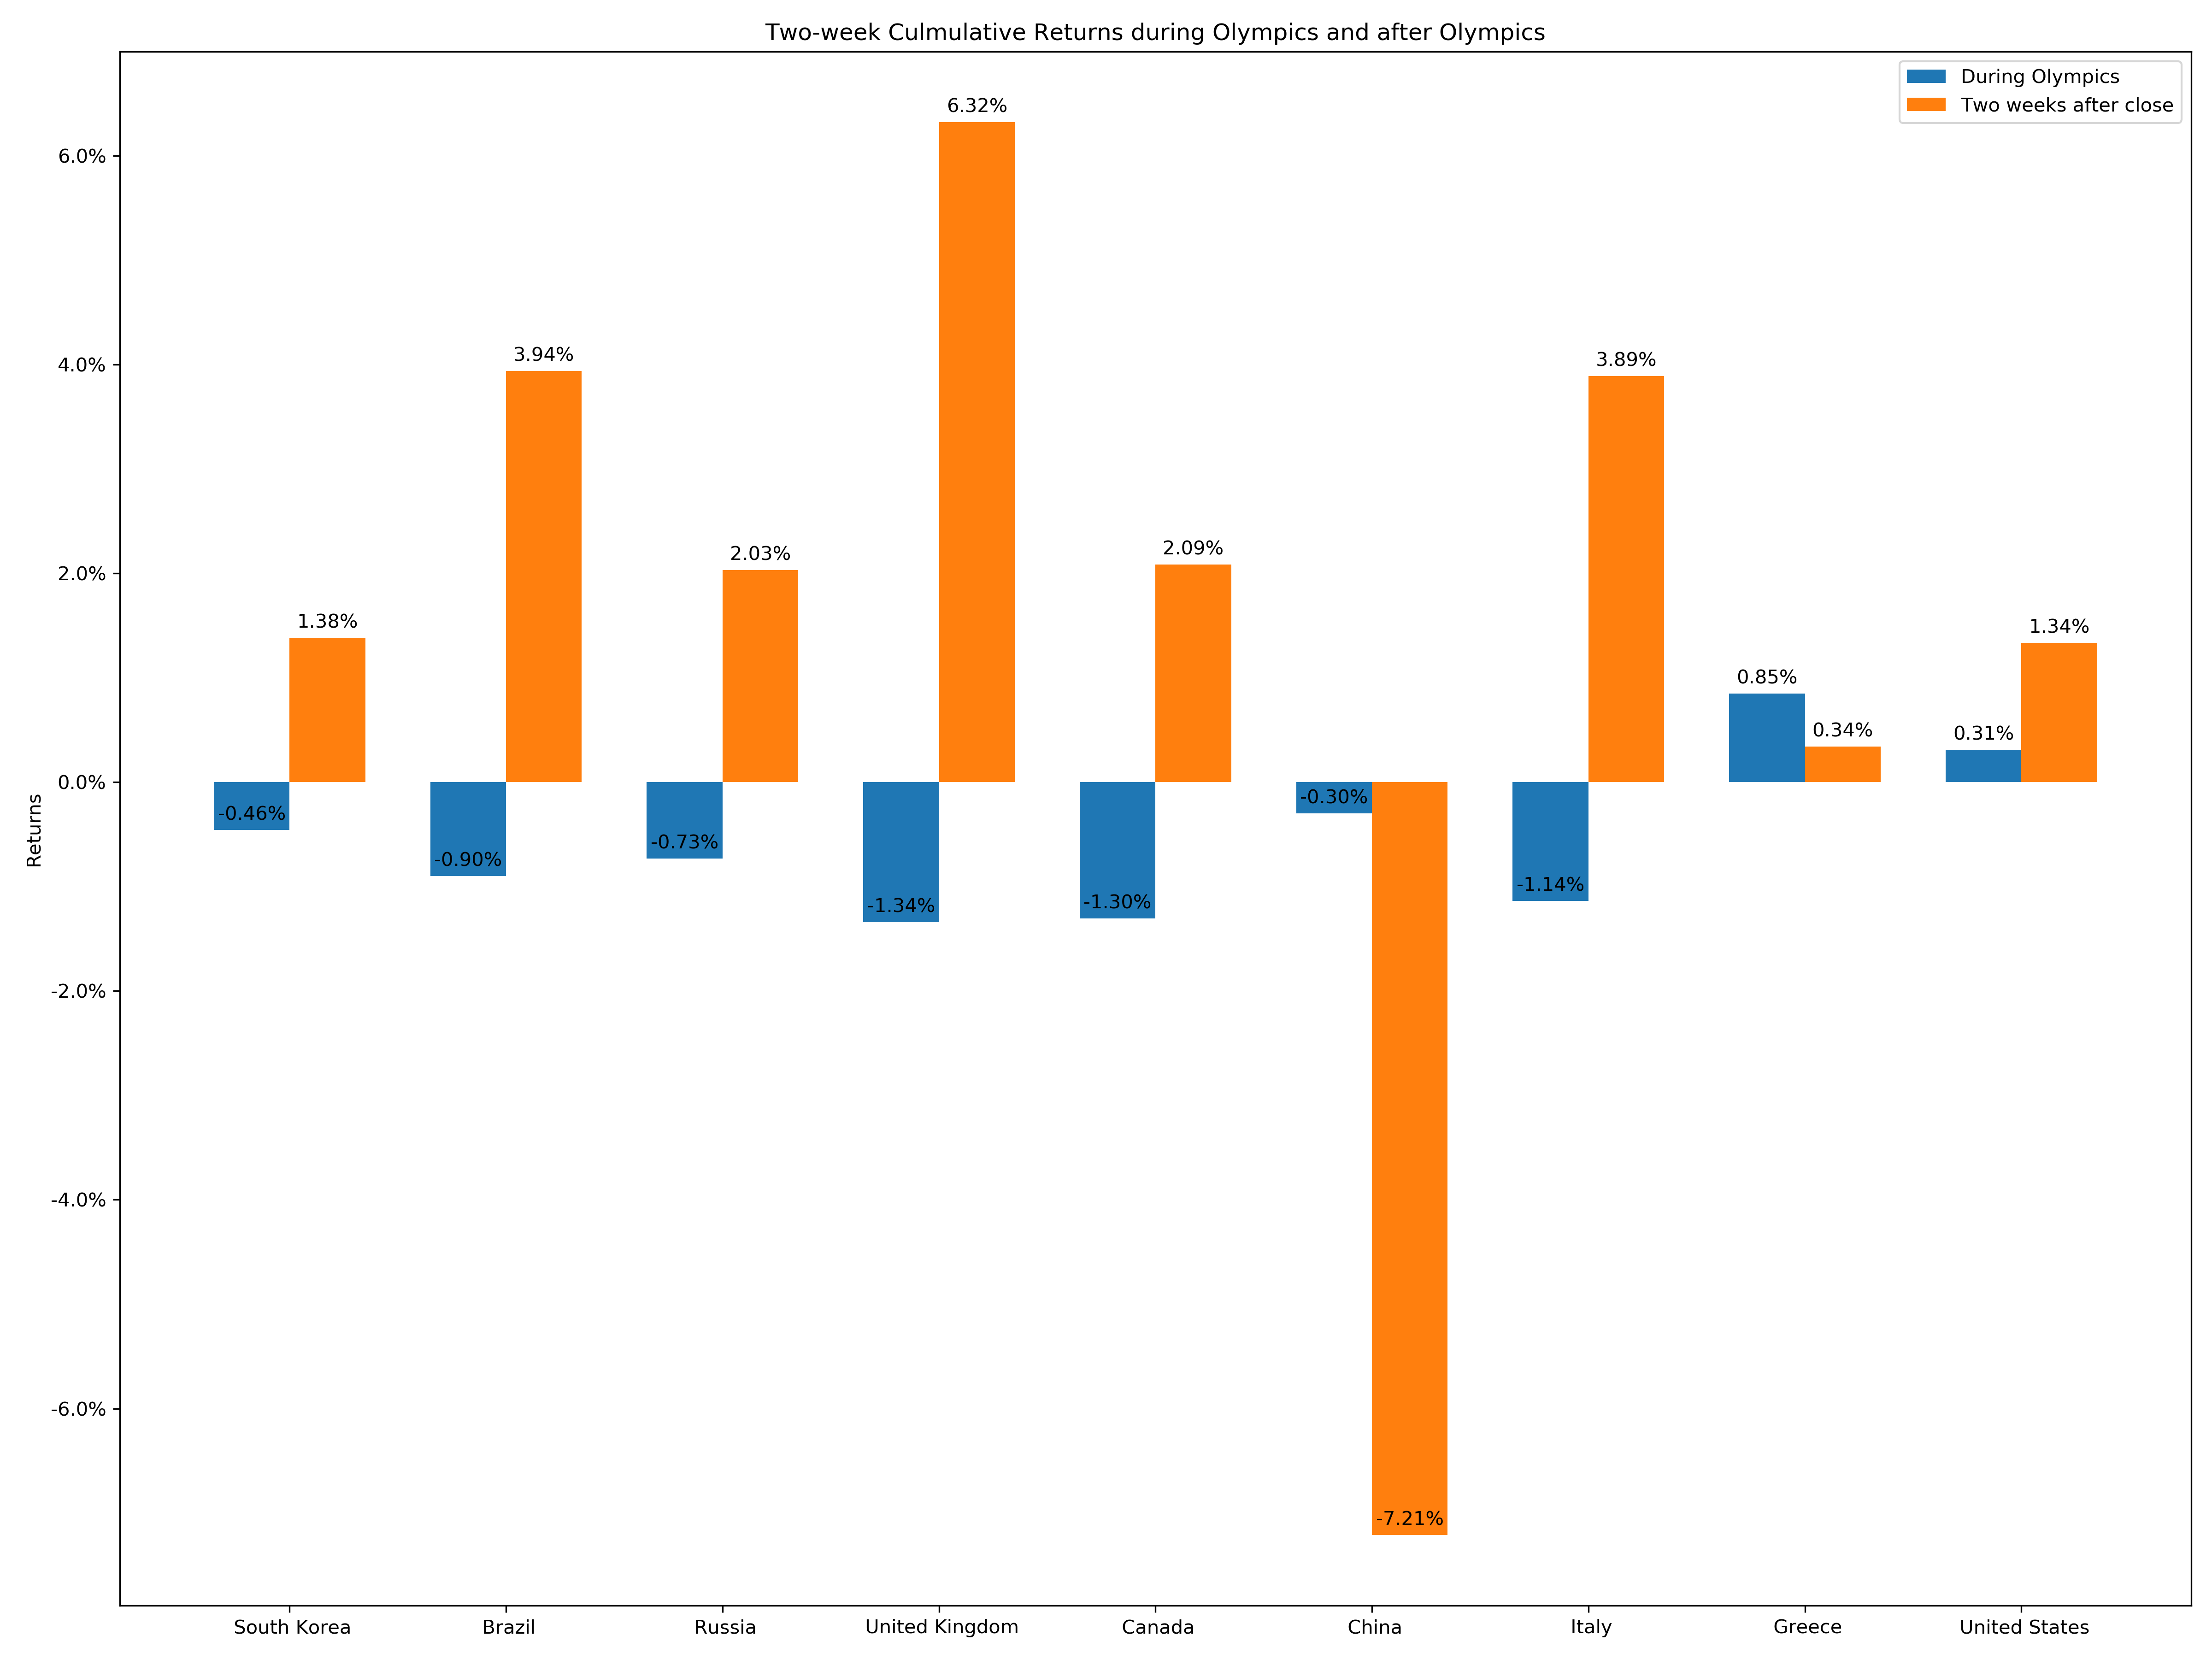 Two-week Culmulative Returns during Olympics and after Olympics
During Olympics
Two weeks after close
Returns
6.0%
4.0%
2.0%
0.0%
-2.0%
-4.0%
-6.0%
-0.46%
1.38%
-0.90%
3.94%
-0.73%
2.03%
-1.34%
6.32%
-1.30%
2.09%
-0.30%
-7.21%
-1.14%
3.89%
0.85%
0.34%
0.31%
1.34%
South Korea
Brazil
Russia
United Kingdom
Canada
China
Italy
Greece
United States